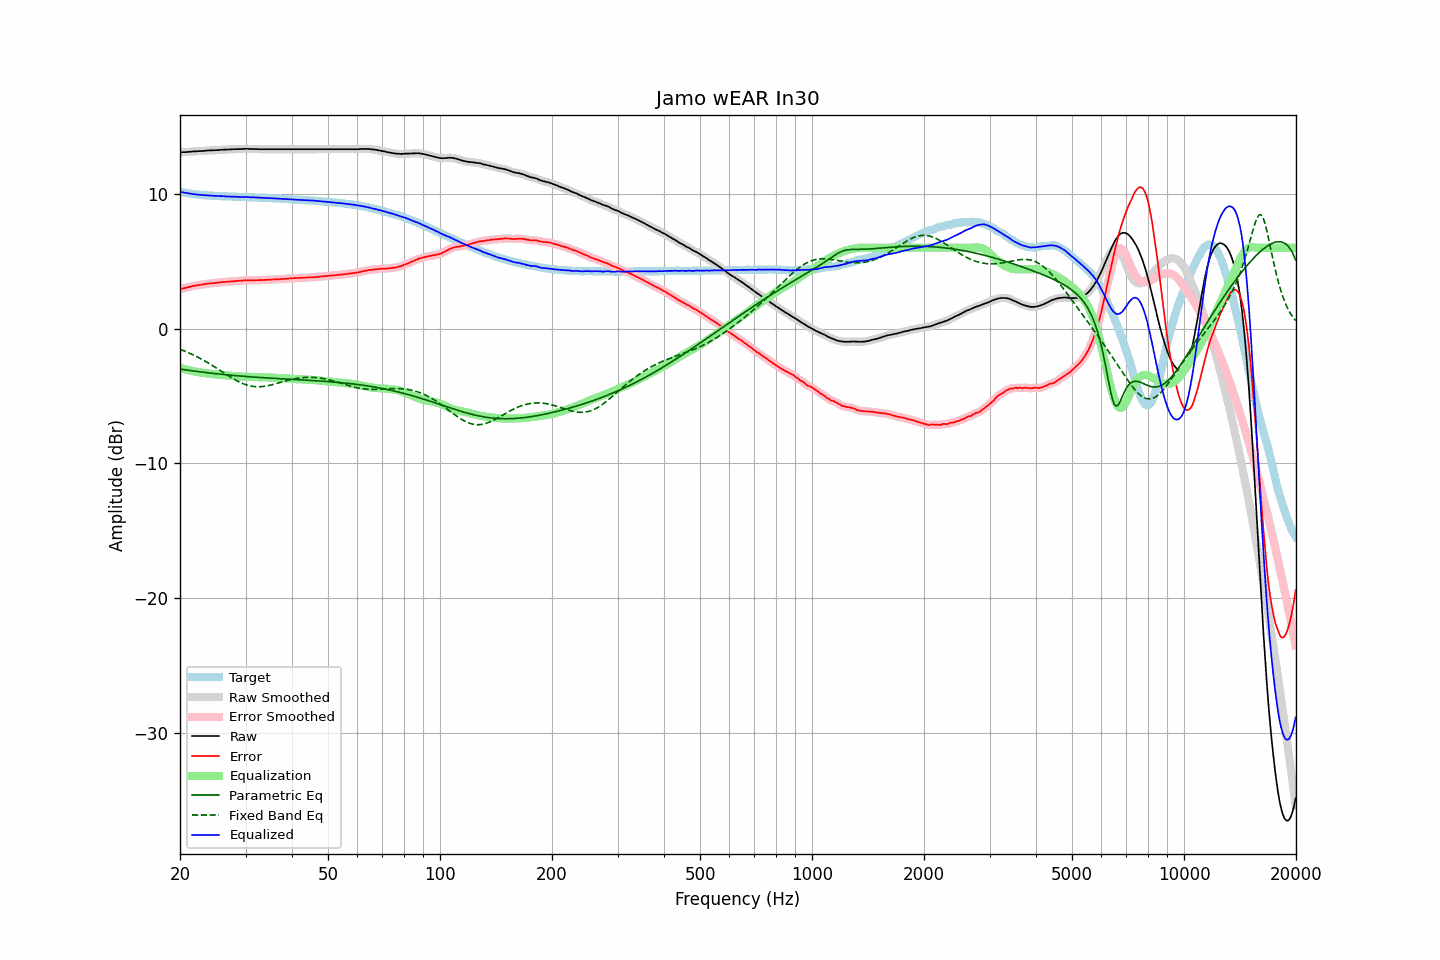 Jamo wEAR In30
Amplitude (dBr)
10
0
−10
−20
−30
Target
Raw Smoothed
Error Smoothed
Raw
Error
Equalization
Parametric Eq
Fixed Band Eq
Equalized
20 50 100 200 500 1000 2000 5000 10000 20000
Frequency (Hz)